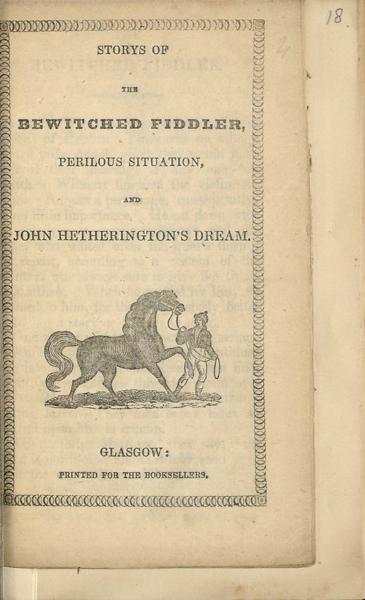 18.
STORYS OF
THE
BEWITCHED FIDDLER,
PERILOUS SITUATION,
AND
JOHN HETHERINGTON'S DREAM.
GLASGOW:
PRINTED FOR THE BOOKSELLERS.